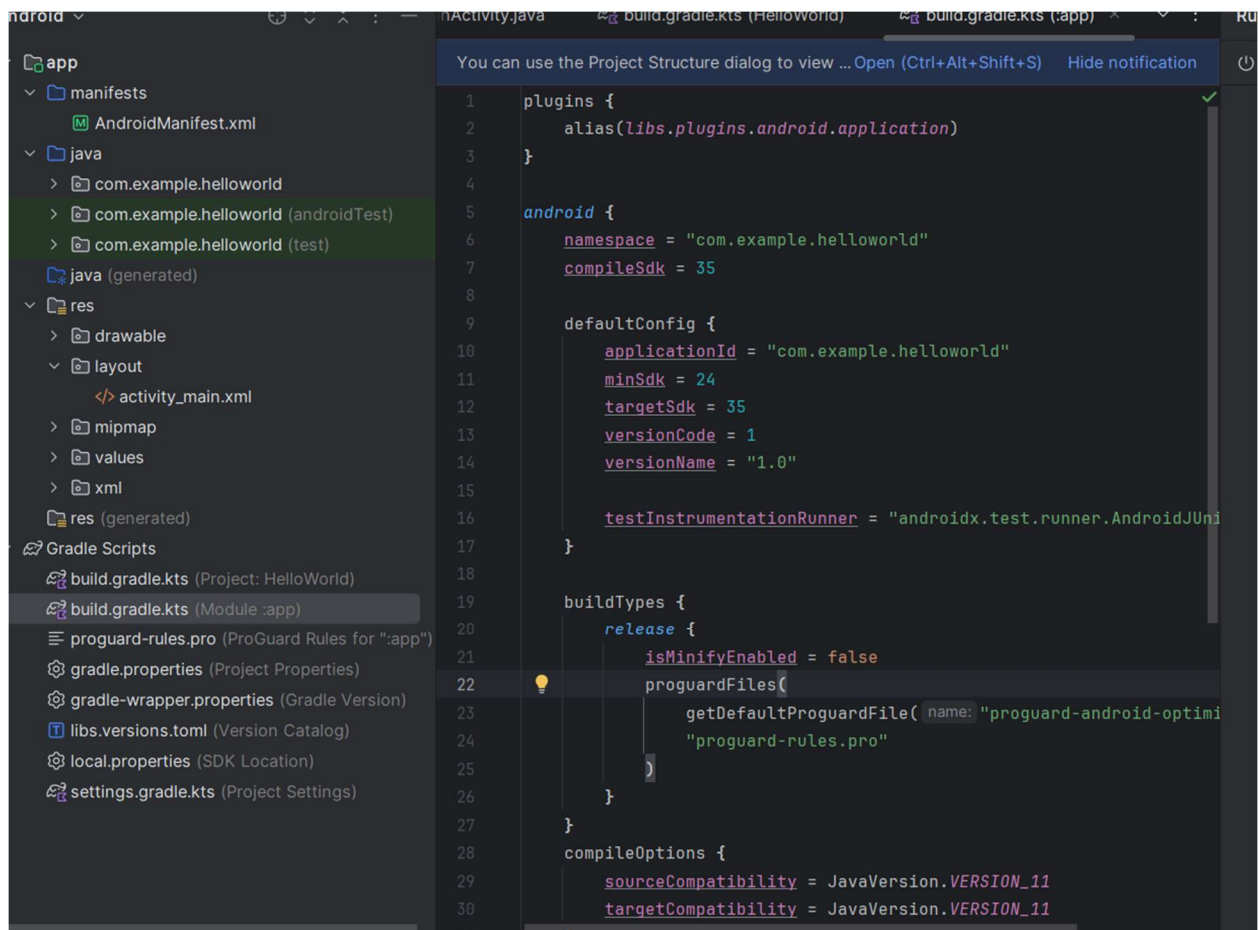 You can use the Project Structure dialog to view ... Open (Ctrl+Alt+Shift+S) Hide notification
app
manifests
AndroidManifest.xml
java
com.example.helloworld
com.example.helloworld (androidTest)
com.example.helloworld (test)
java (generated)
res
drawable
layout
activity_main.xml
mipmap
values
xml
res (generated)
Gradle Scripts
build.gradle.kts (Project: HelloWorld)
build.gradle.kts (Module :app)
proguard-rules.pro (ProGuard Rules for ":app")
gradle.properties (Project Properties)
gradle-wrapper.properties (Gradle Version)
libs.versions.toml (Version Catalog)
local.properties (SDK Location)
settings.gradle.kts (Project Settings)
build.gradle.kts (HelloWorld)
build.gradle.kts (:app)
1 plugins {
2 alias(libs.plugins.android.application)
3 }
4
5 android {
6 namespace = "com.example.helloworld"
7 compileSdk = 35
8
9 defaultConfig {
10 applicationId = "com.example.helloworld"
11 minSdk = 24
12 targetSdk = 35
13 versionCode = 1
14 versionName = "1.0"
15
16 testInstrumentationRunner = "androidx.test.runner.AndroidJUni
17 }
18
19 buildTypes {
20 release {
21 isMinifyEnabled = false
22 proguardFiles(
23 getDefaultProguardFile( name: "proguard-android-optimi
24 "proguard-rules.pro"
25 )
26 }
27 }
28 compileOptions {
29 sourceCompatibility = JavaVersion.VERSION_11
30 targetCompatibility = JavaVersion.VERSION_11